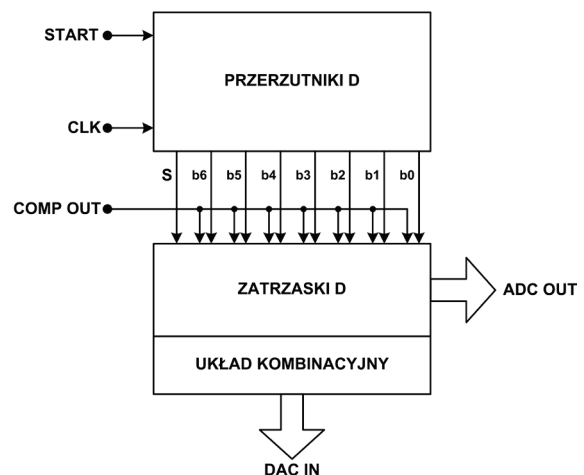 START
PRZERZUTNIKI D
CLK
S b6 b5 b4 b3 b2 b1 b0
COMP OUT
ZATRZASKI D
ADC OUT
UKŁAD KOMBINACYJNY
DAC IN